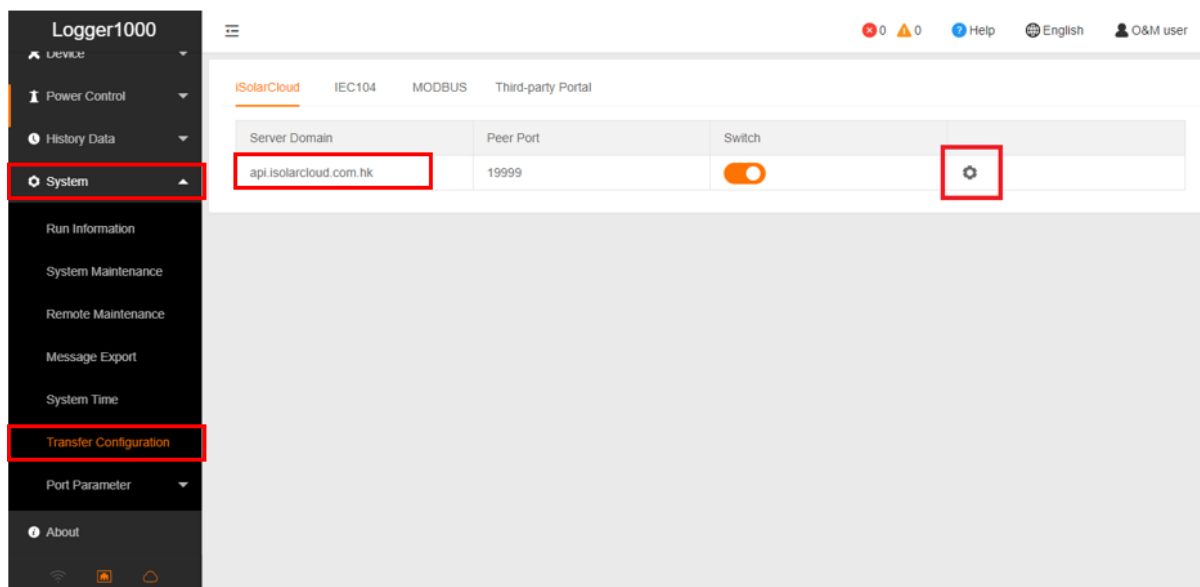 Logger1000
0 0 Help English O&M user
Device
Power Control
History Data
System
Run Information
System Maintenance
Remote Maintenance
Message Export
System Time
Transfer Configuration
Port Parameter
About
iSolarCloud IEC104 MODBUS Third-party Portal
Server Domain Peer Port Switch
api.isolarcloud.com.hk 19999